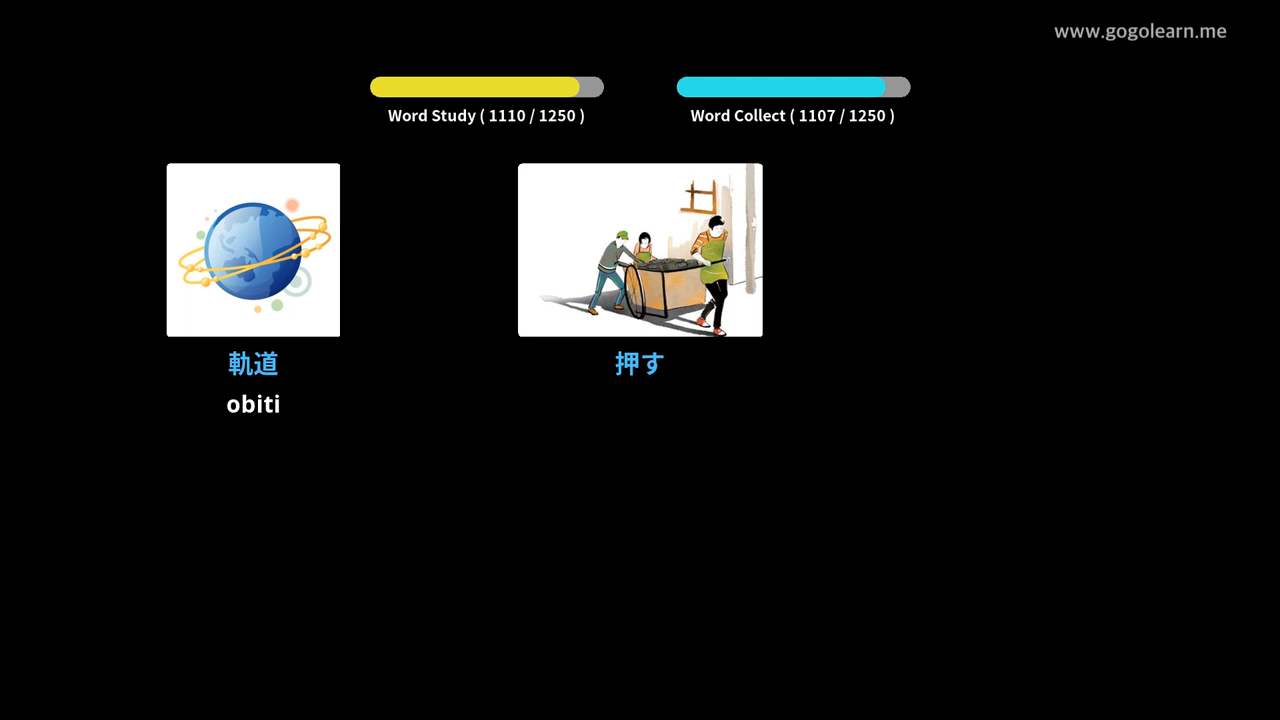 www.gogolearn.me
Word Study ( 1110 / 1250 )
Word Collect ( 1107 / 1250 )
軌道
押す
obiti